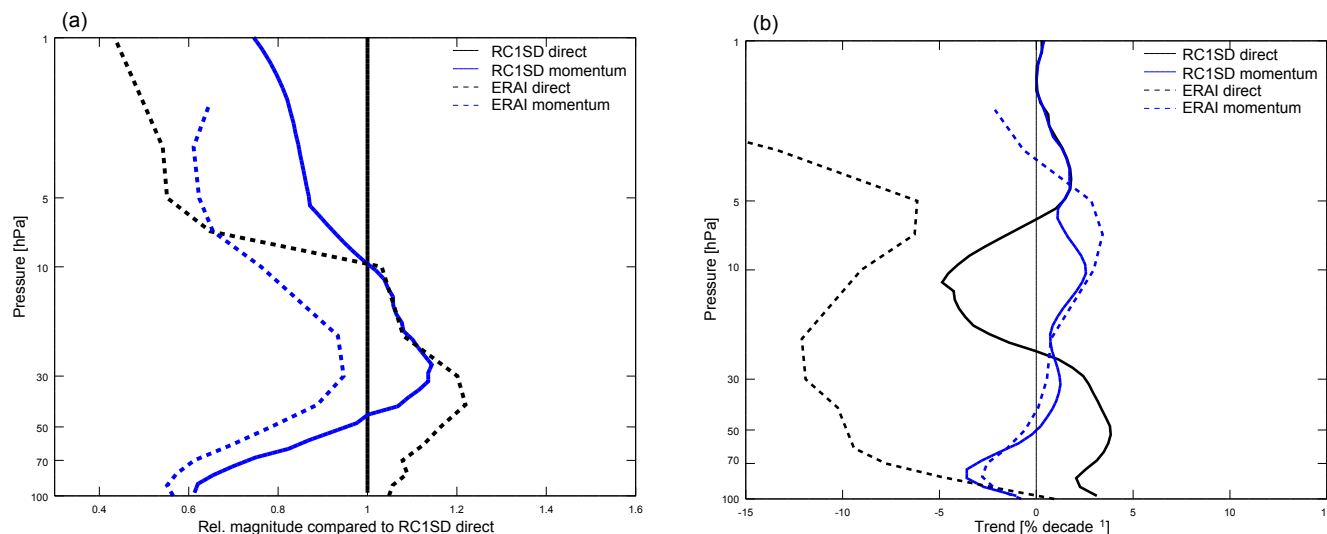 (a)
1
5
10
30
50
70
100
Pressure [hPa]
0.4 0.6 0.8 1 1.2 1.4 1.6
Rel. magnitude compared to RC1SD direct
RC1SD direct
RC1SD momentum
ERAI direct
ERAI momentum
(b)
1
5
10
30
50
70
100
Pressure [hPa]
-15 -10 -5 0 5 10 15
Trend [% decade ¹]
RC1SD direct
RC1SD momentum
ERAI direct
ERAI momentum